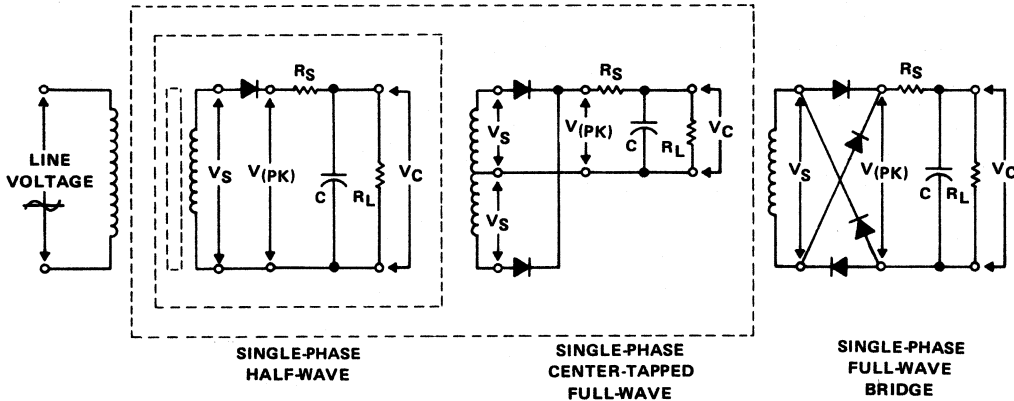 LINE
VOLTAGE
VS
V(PK)
RS
C
RL
VC
SINGLE-PHASE
HALF-WAVE
VS
VS
V(PK)
RS
C
RL
VC
SINGLE-PHASE
CENTER-TAPPED
FULL-WAVE
VS
V(PK)
RS
C
RL
VC
SINGLE-PHASE
FULL-WAVE
BRIDGE